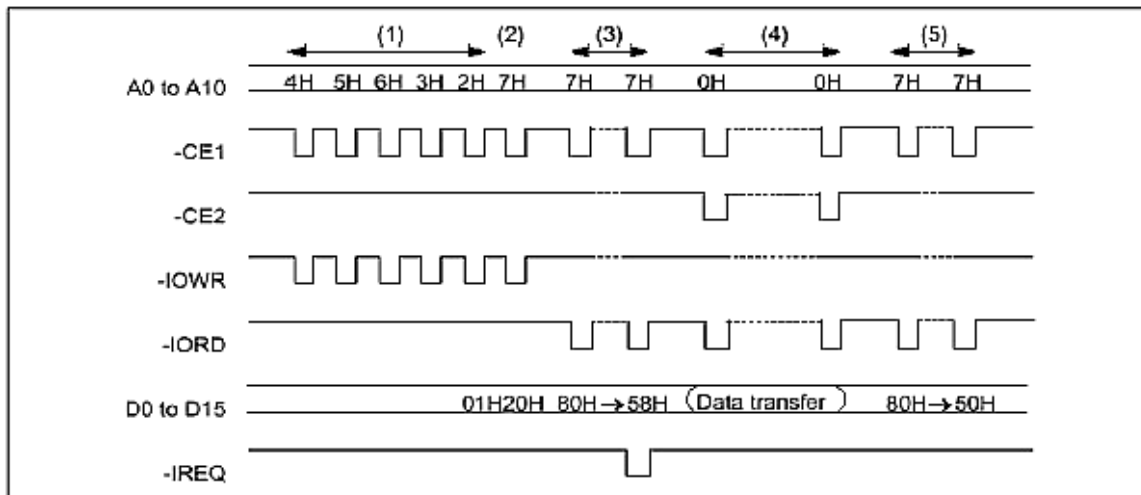 (1) (2) (3) (4) (5)
A0 to A10 4H 5H 6H 3H 2H 7H 7H 7H 0H 0H 7H 7H
-CE1
-CE2
-IOWR
-IORD
D0 to D15 01H20H 80H→58H (Data transfer) 80H→50H
-IREQ